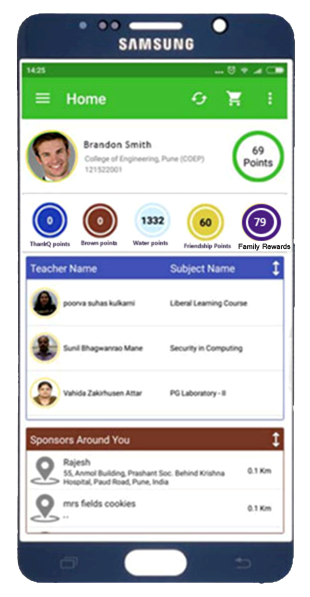 SAMSUNG
14:25
Home
Brandon Smith
College of Engineering, Pune (COEP)
121522001
69
Points
0
0
1332
60
79
ThankQ points
Brown points
Water points
Friendship Points
Family Rewards
Teacher Name
Subject Name
poorva suhas kulkarni
Liberal Learning Course
Sunil Bhagwanrao Mane
Security in Computing
Vahida Zakirhusen Attar
PG Laboratory - II
Sponsors Around You
Rajesh
55, Anmol Building, Prashant Soc. Behind Krishna
Hospital, Paud Road, Pune, India
0.1 Km
mrs fields cookies
, ,
0.1 Km